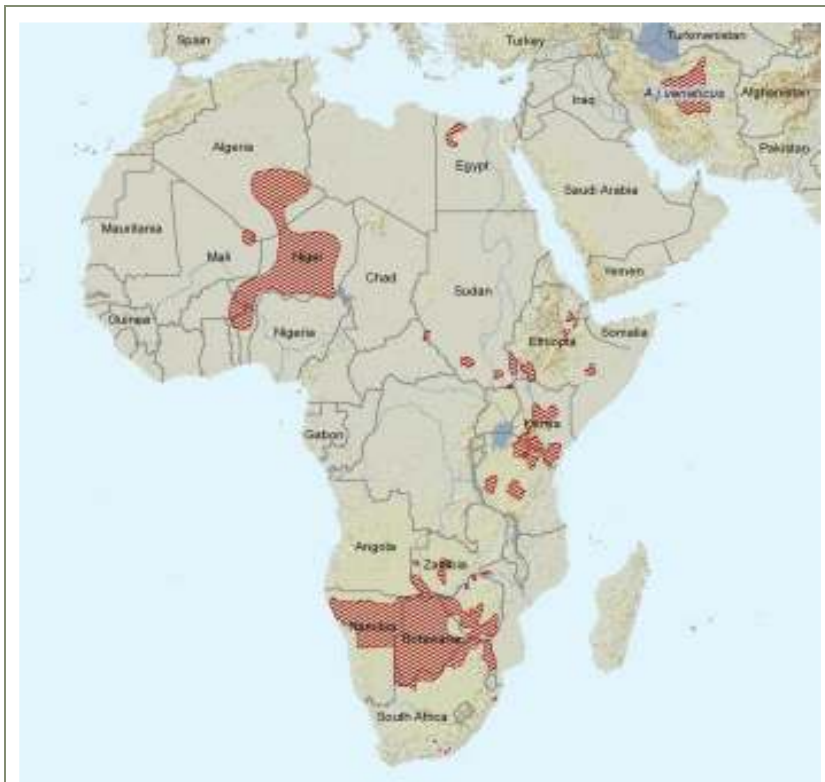 Spain
Turkey
Turkmenistan
Iraq
A.j.venaticus
Afghanistan
Algeria
Egypt
Pakistan
Saudi Arabia
Mauritania
Mali
Niger
Chad
Sudan
Yemen
Guinea
Nigeria
Ethiopia
Somalia
Gabon
Kenya
Angola
Zambia
Namibia
Botswana
South Africa